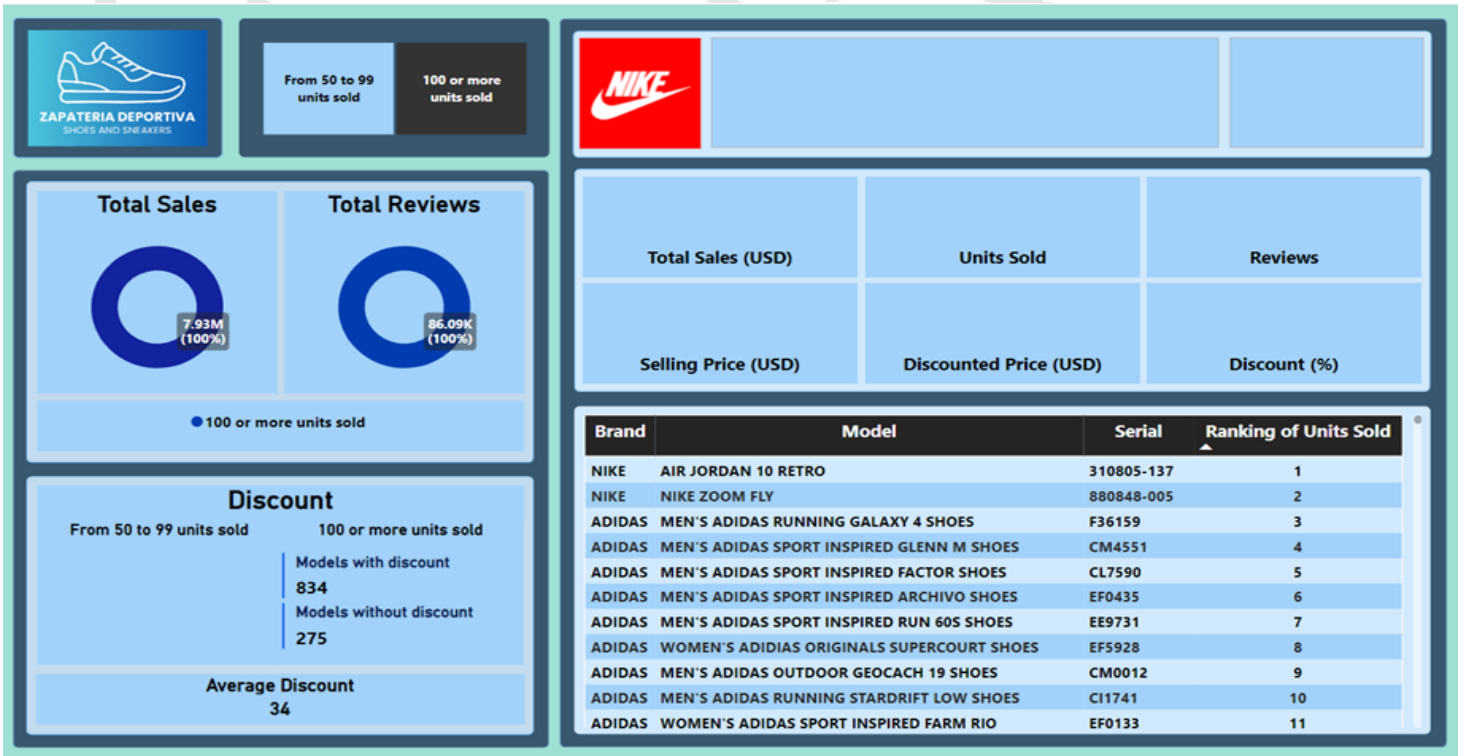 ZAPATERIA DEPORTIVA
SHOES AND SNEAKERS
From 50 to 99
units sold
100 or more
units sold
NIKE
Total Sales
Total Reviews
7.93M
(100%)
86.09K
(100%)
100 or more units sold
Discount
From 50 to 99 units sold
100 or more units sold
Models with discount
834
Models without discount
275
Average Discount
34
Total Sales (USD)
Units Sold
Reviews
Selling Price (USD)
Discounted Price (USD)
Discount (%)
Brand Model Serial Ranking of Units Sold
NIKE AIR JORDAN 10 RETRO 310805-137 1
NIKE NIKE ZOOM FLY 880848-005 2
ADIDAS MEN'S ADIDAS RUNNING GALAXY 4 SHOES F36159 3
ADIDAS MEN'S ADIDAS SPORT INSPIRED GLENN M SHOES CM4551 4
ADIDAS MEN'S ADIDAS SPORT INSPIRED FACTOR SHOES CL7590 5
ADIDAS MEN'S ADIDAS SPORT INSPIRED ARCHIVO SHOES EF0435 6
ADIDAS MEN'S ADIDAS SPORT INSPIRED RUN 60S SHOES EE9731 7
ADIDAS WOMEN'S ADIDIAS ORIGINALS SUPERCOURT SHOES EF5928 8
ADIDAS MEN'S ADIDAS OUTDOOR GEOCACH 19 SHOES CM0012 9
ADIDAS MEN'S ADIDAS RUNNING STARDRIFT LOW SHOES CI1741 10
ADIDAS WOMEN'S ADIDAS SPORT INSPIRED FARM RIO EF0133 11